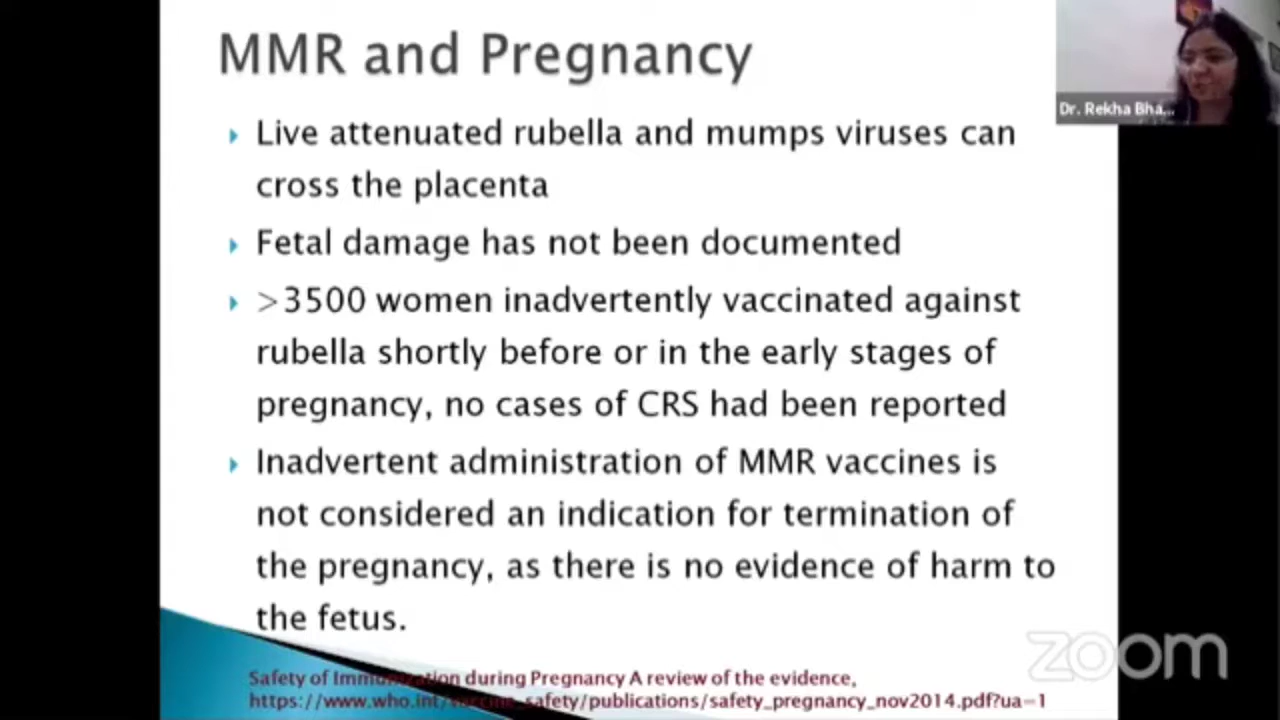 MMR and Pregnancy
Dr. Rekha Bha...
Live attenuated rubella and mumps viruses can
cross the placenta
Fetal damage has not been documented
>3500 women inadvertently vaccinated against
rubella shortly before or in the early stages of
pregnancy, no cases of CRS had been reported
Inadvertent administration of MMR vaccines is
not considered an indication for termination of
the pregnancy, as there is no evidence of harm to
the fetus.
zoom
Safety of Immunization during Pregnancy A review of the evidence,
https://www.who.int/vaccine_safety/publications/safety_pregnancy_nov2014.pdf?ua=1